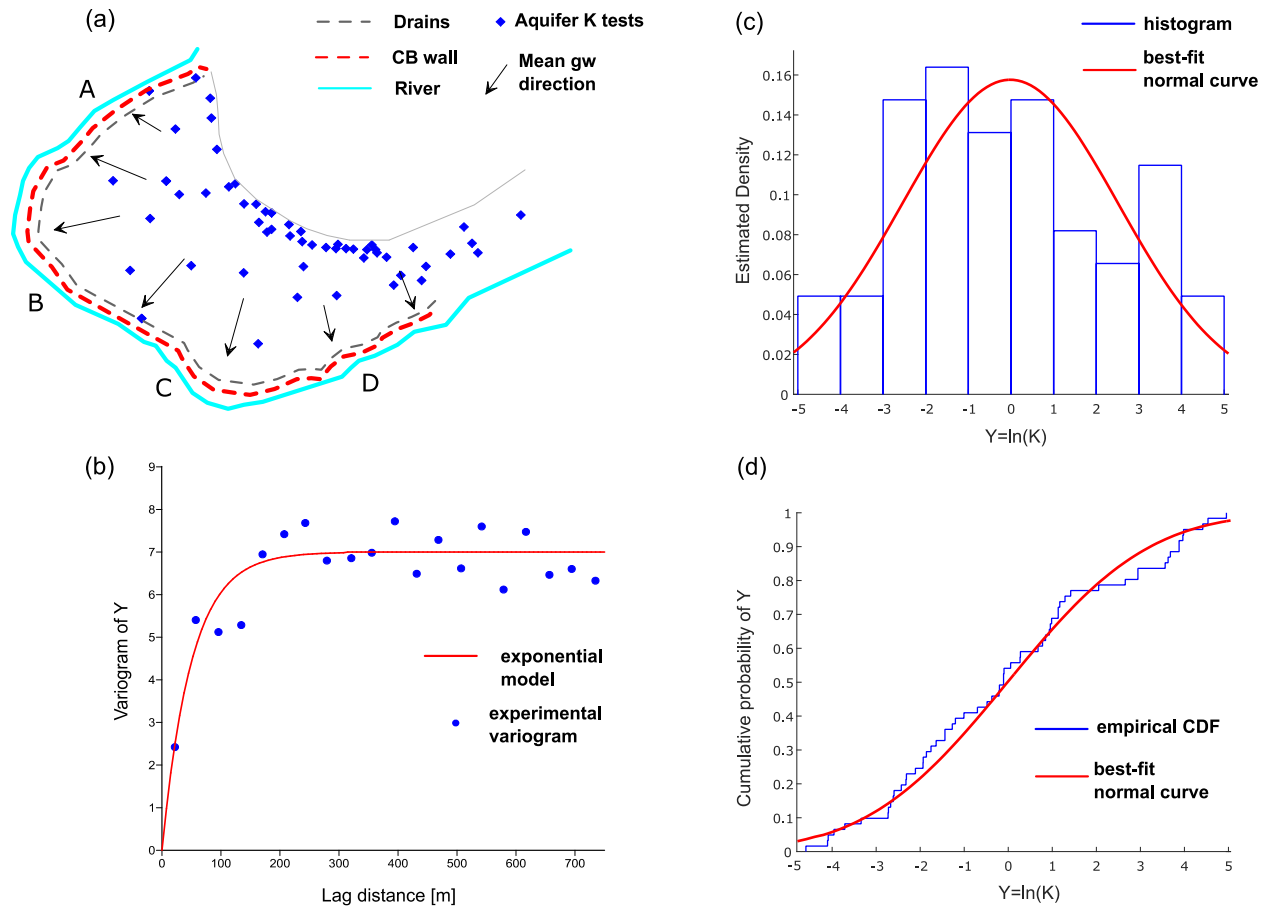 (a)
Drains
Aquifer K tests
CB wall
Mean gw
direction
River
A
B
C
D
(b)
9
8
7
6
5
4
3
2
1
0
Variogram of Y
exponential
model
experimental
variogram
0
100
200
300
400
500
600
700
Lag distance [m]
(c)
histogram
best-fit
normal curve
0.16
0.14
0.12
0.1
0.08
0.06
0.04
0.02
0
Estimated Density
-5
-4
-3
-2
-1
0
1
2
3
4
5
Y=ln(K)
(d)
1
0.9
0.8
0.7
0.6
0.5
0.4
0.3
0.2
0.1
0
Cumulative probability of Y
empirical CDF
best-fit
normal curve
-5
-4
-3
-2
-1
0
1
2
3
4
5
Y=ln(K)